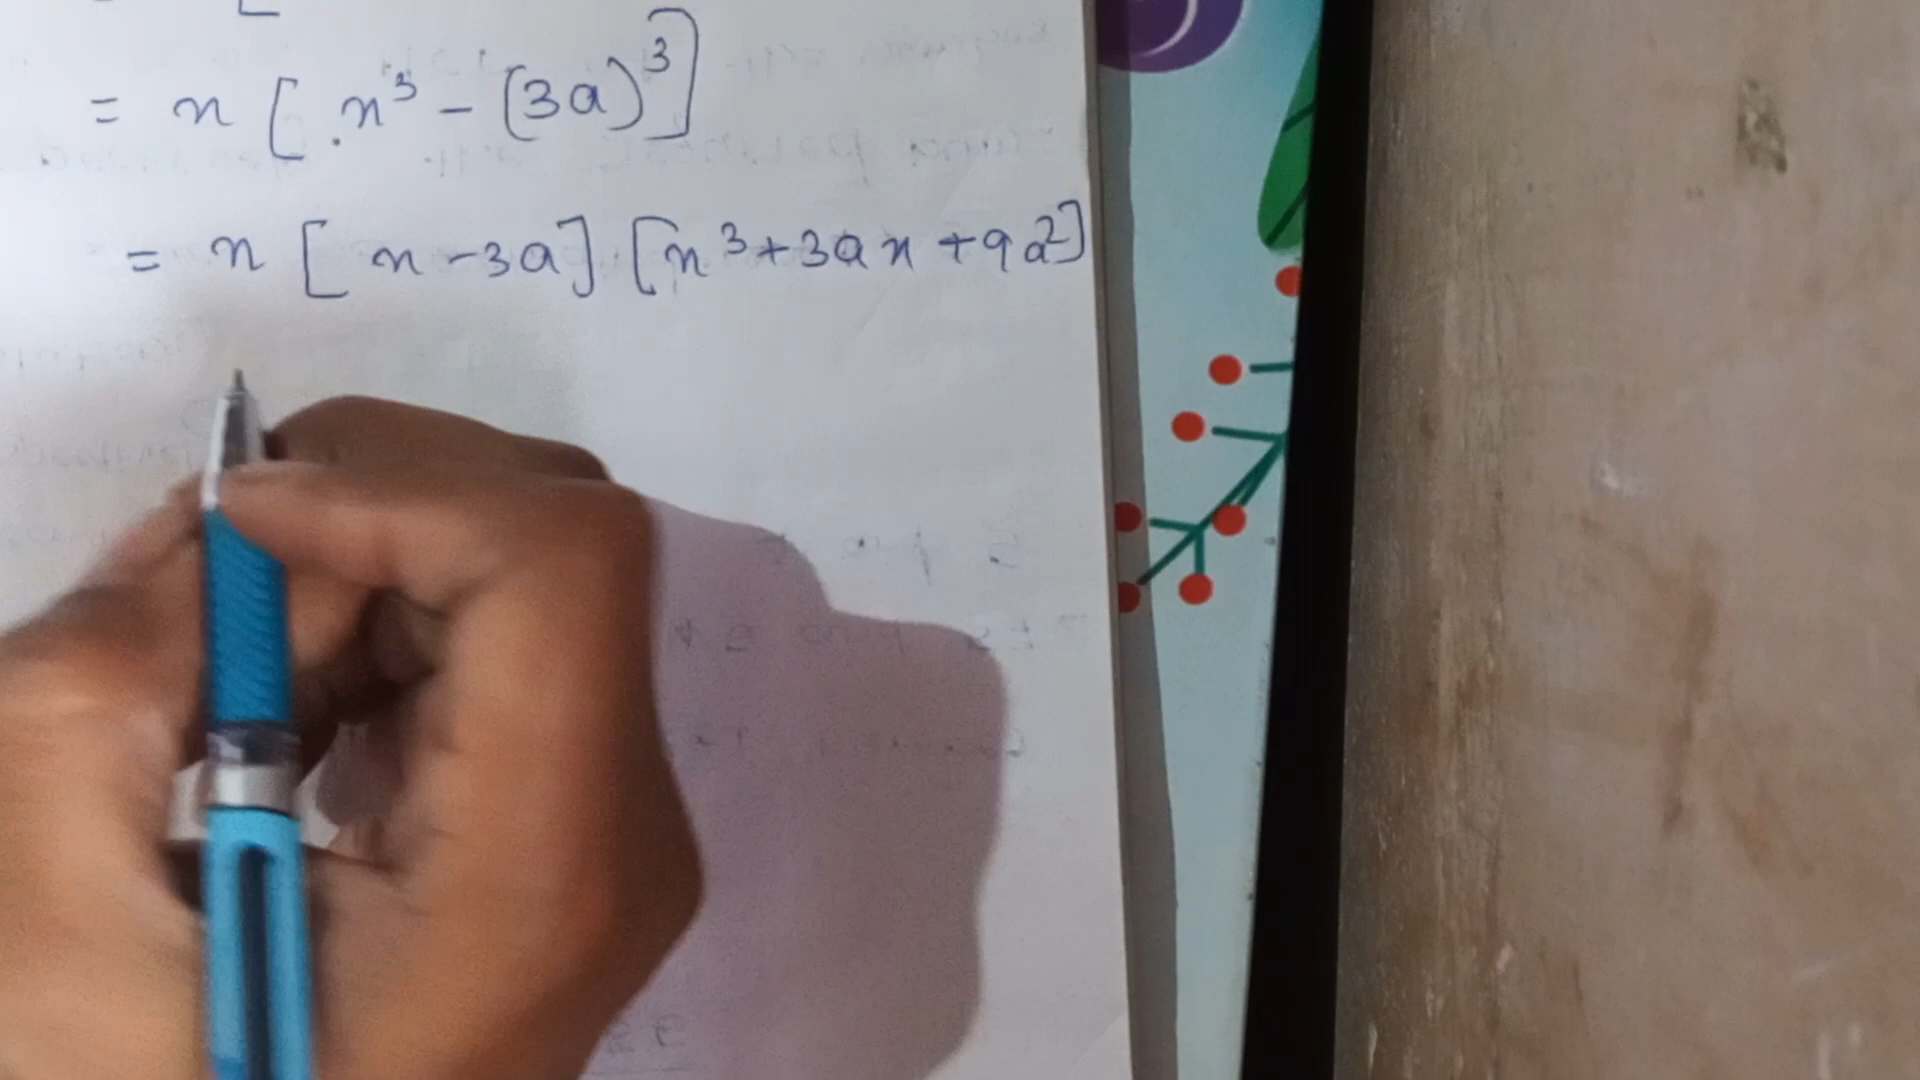 = x [ x³ - (3a)³]
= x [ x - 3a] [x³ + 3ax + 9a²]